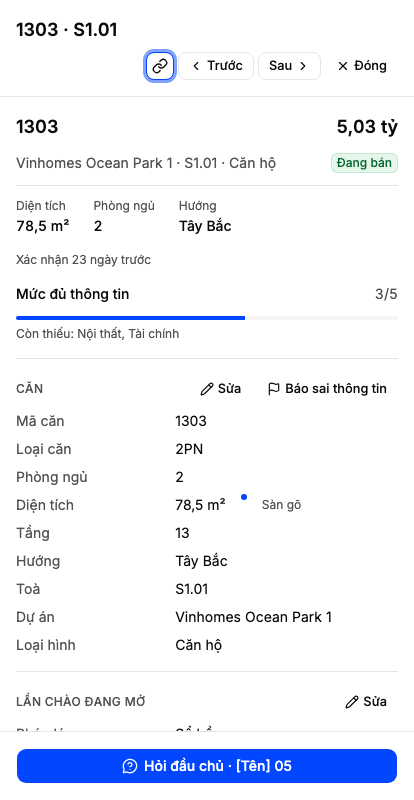 1303 · S1.01
Trước Sau Đóng
1303 5,03 tỷ
Vinhomes Ocean Park 1 · S1.01 · Căn hộ Đang bán
Diện tích Phòng ngủ Hướng
78,5 m² 2 Tây Bắc
Xác nhận 23 ngày trước
Mức đủ thông tin 3/5
Còn thiếu: Nội thất, Tài chính
CĂN Sửa Báo sai thông tin
Mã căn 1303
Loại căn 2PN
Phòng ngủ 2
Diện tích 78,5 m² Sàn gõ
Tầng 13
Hướng Tây Bắc
Toà S1.01
Dự án Vinhomes Ocean Park 1
Loại hình Căn hộ
LẦN CHÀO ĐANG MỞ Sửa
Hỏi đầu chủ · [Tên] 05